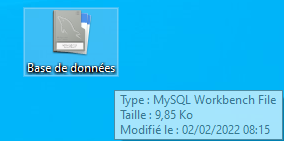 Base de données
Type : MySQL Workbench File
Taille : 9,85 Ko
Modifié le : 02/02/2022 08:15